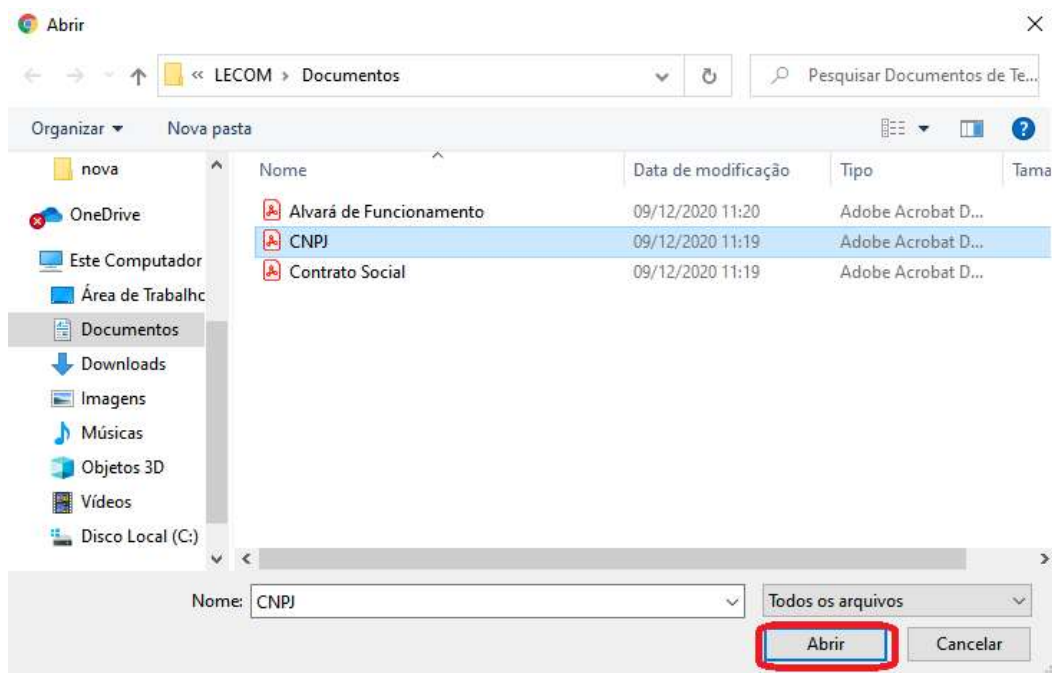 Abrir
« LECOM › Documentos
Pesquisar Documentos de Te...
Organizar
Nova pasta
Nome
Data de modificação
Tipo
Tama
nova
OneDrive
Este Computador
Área de Trabalho
Documentos
Downloads
Imagens
Músicas
Objetos 3D
Vídeos
Disco Local (C:)
Alvará de Funcionamento 09/12/2020 11:20 Adobe Acrobat D...
CNPJ 09/12/2020 11:19 Adobe Acrobat D...
Contrato Social 09/12/2020 11:19 Adobe Acrobat D...
Nome: CNPJ
Todos os arquivos
Abrir
Cancelar